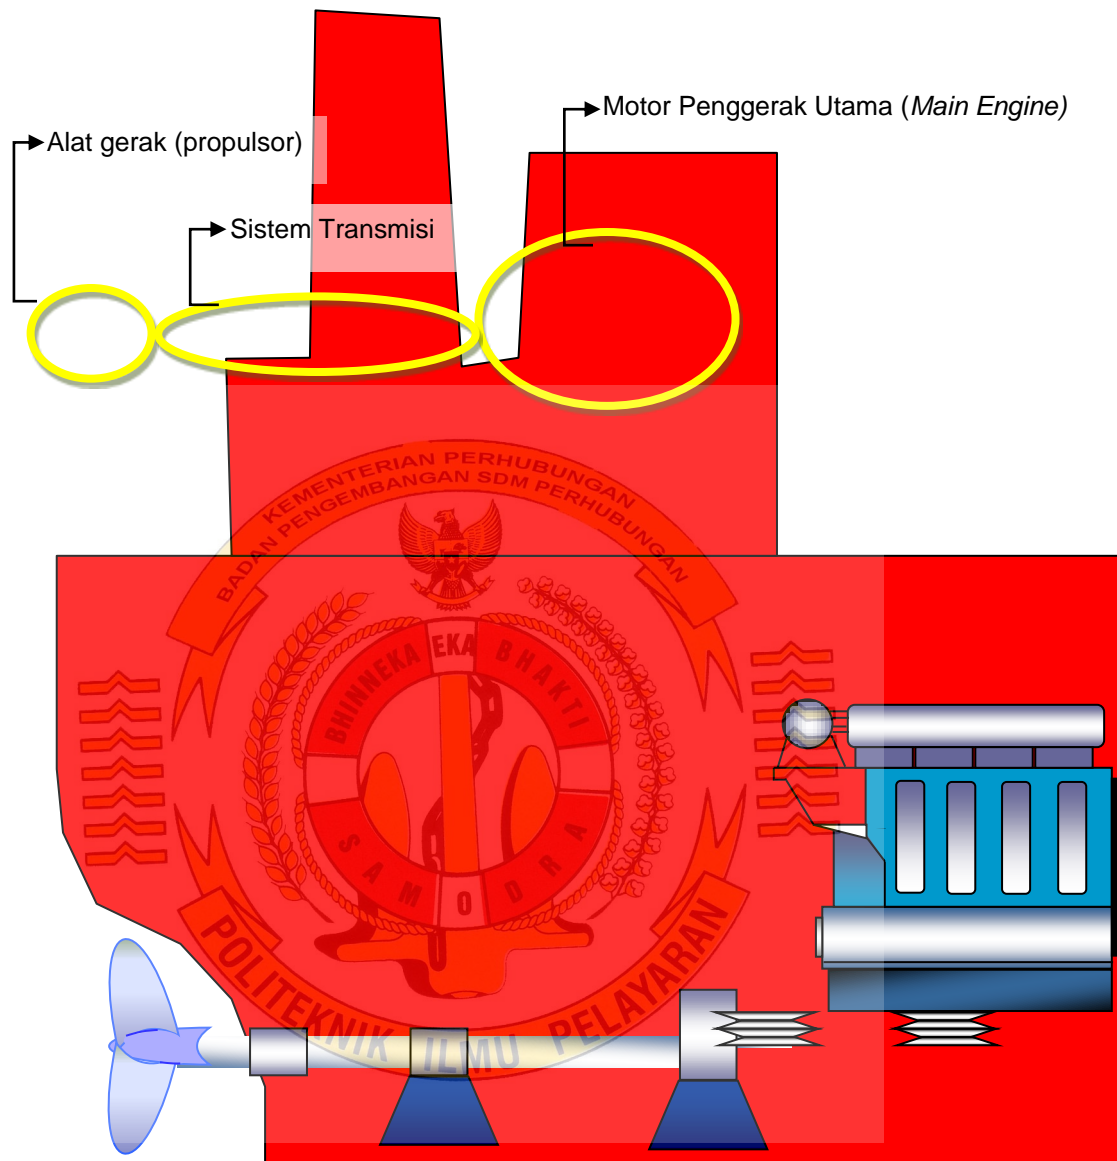 Motor Penggerak Utama (Main Engine)
Alat gerak (propulsor)
Sistem Transmisi
KEMENTERIAN PERHUBUNGAN
BADAN PENGEMBANGAN SDM PERHUBUNGAN
BHINNEKA EKA BHAKTI
SAMODRA
POLITEKNIK ILMU PELAYARAN